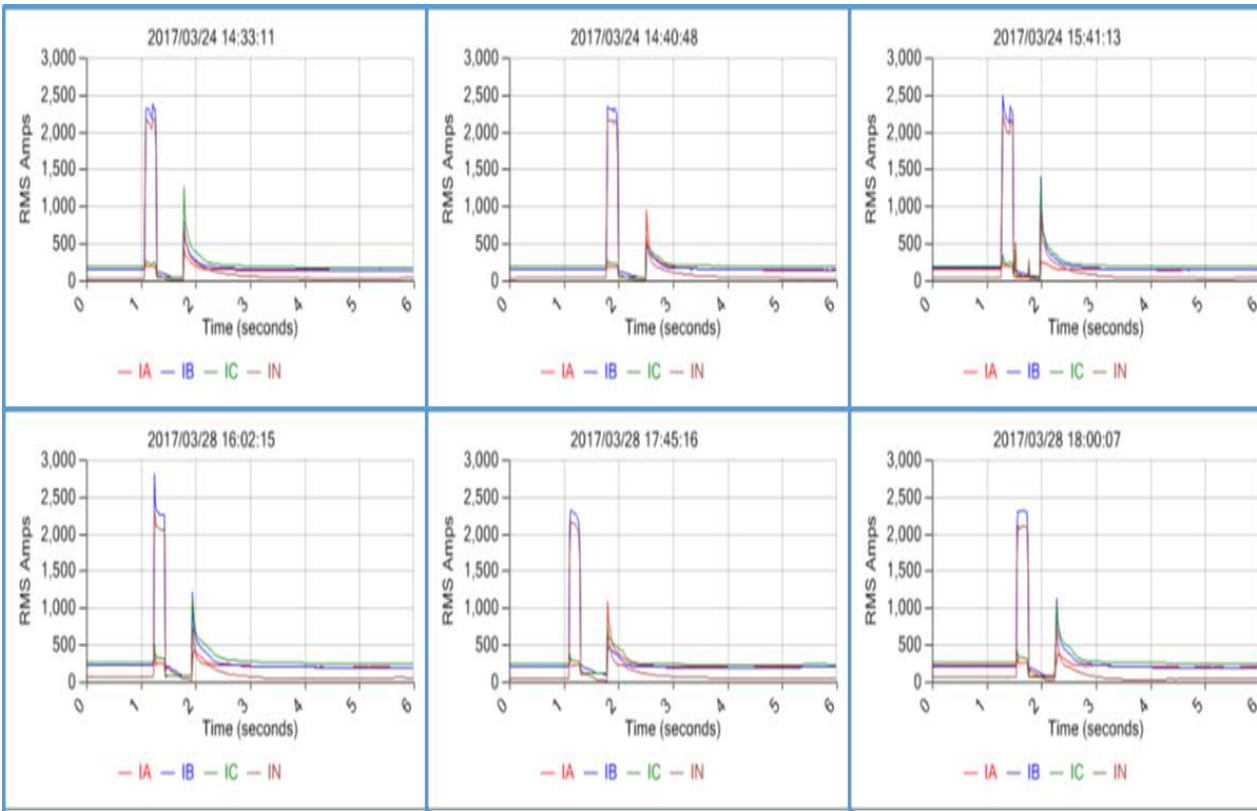 2017/03/24 14:33:11
3,000
2,500
2,000
1,500
1,000
500
0
RMS Amps
0 1 2 3 4 5 6
Time (seconds)
IA IB IC IN
2017/03/24 14:40:48
3,000
2,500
2,000
1,500
1,000
500
0
RMS Amps
0 1 2 3 4 5 6
Time (seconds)
IA IB IC IN
2017/03/24 15:41:13
3,000
2,500
2,000
1,500
1,000
500
0
RMS Amps
0 1 2 3 4 5 6
Time (seconds)
IA IB IC IN
2017/03/28 16:02:15
3,000
2,500
2,000
1,500
1,000
500
0
RMS Amps
0 1 2 3 4 5 6
Time (seconds)
IA IB IC IN
2017/03/28 17:45:16
3,000
2,500
2,000
1,500
1,000
500
0
RMS Amps
0 1 2 3 4 5 6
Time (seconds)
IA IB IC IN
2017/03/28 18:00:07
3,000
2,500
2,000
1,500
1,000
500
0
RMS Amps
0 1 2 3 4 5 6
Time (seconds)
IA IB IC IN